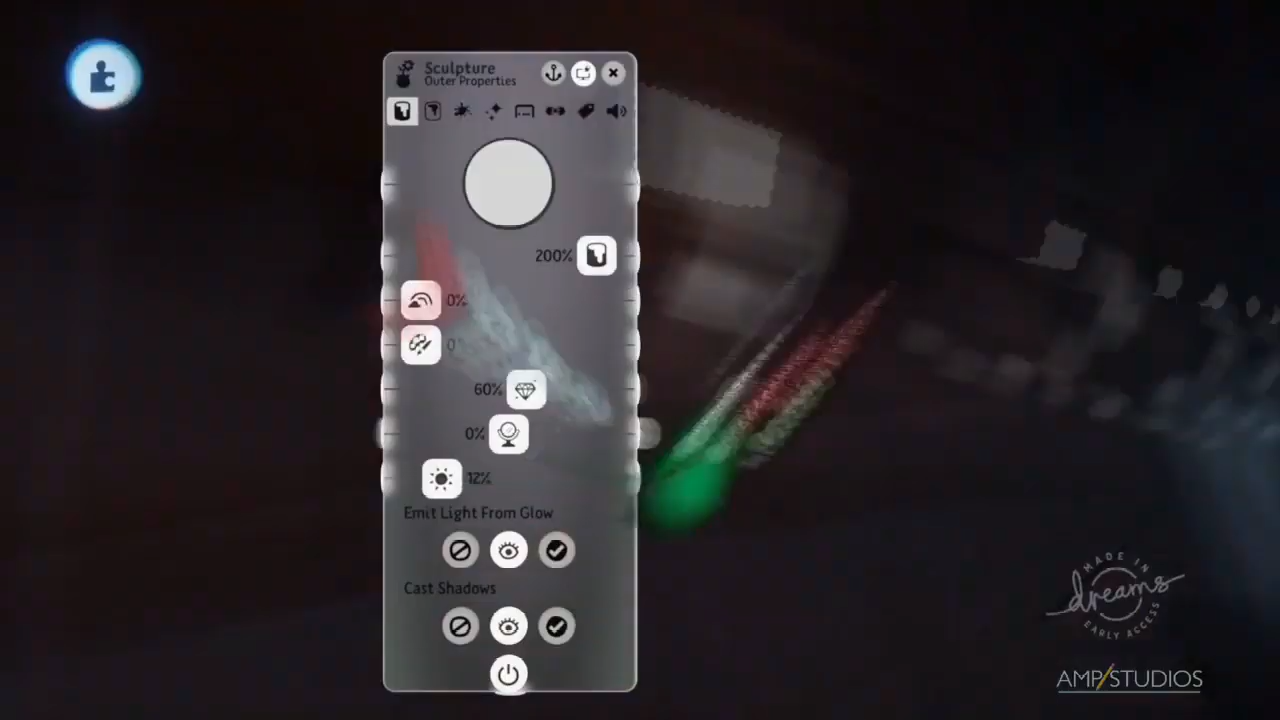 Sculpture
Outer Properties
200%
0%
0
60%
0%
12%
Emit Light From Glow
Cast Shadows
MADE IN
dreams
EARLY ACCESS
AMP/STUDIOS